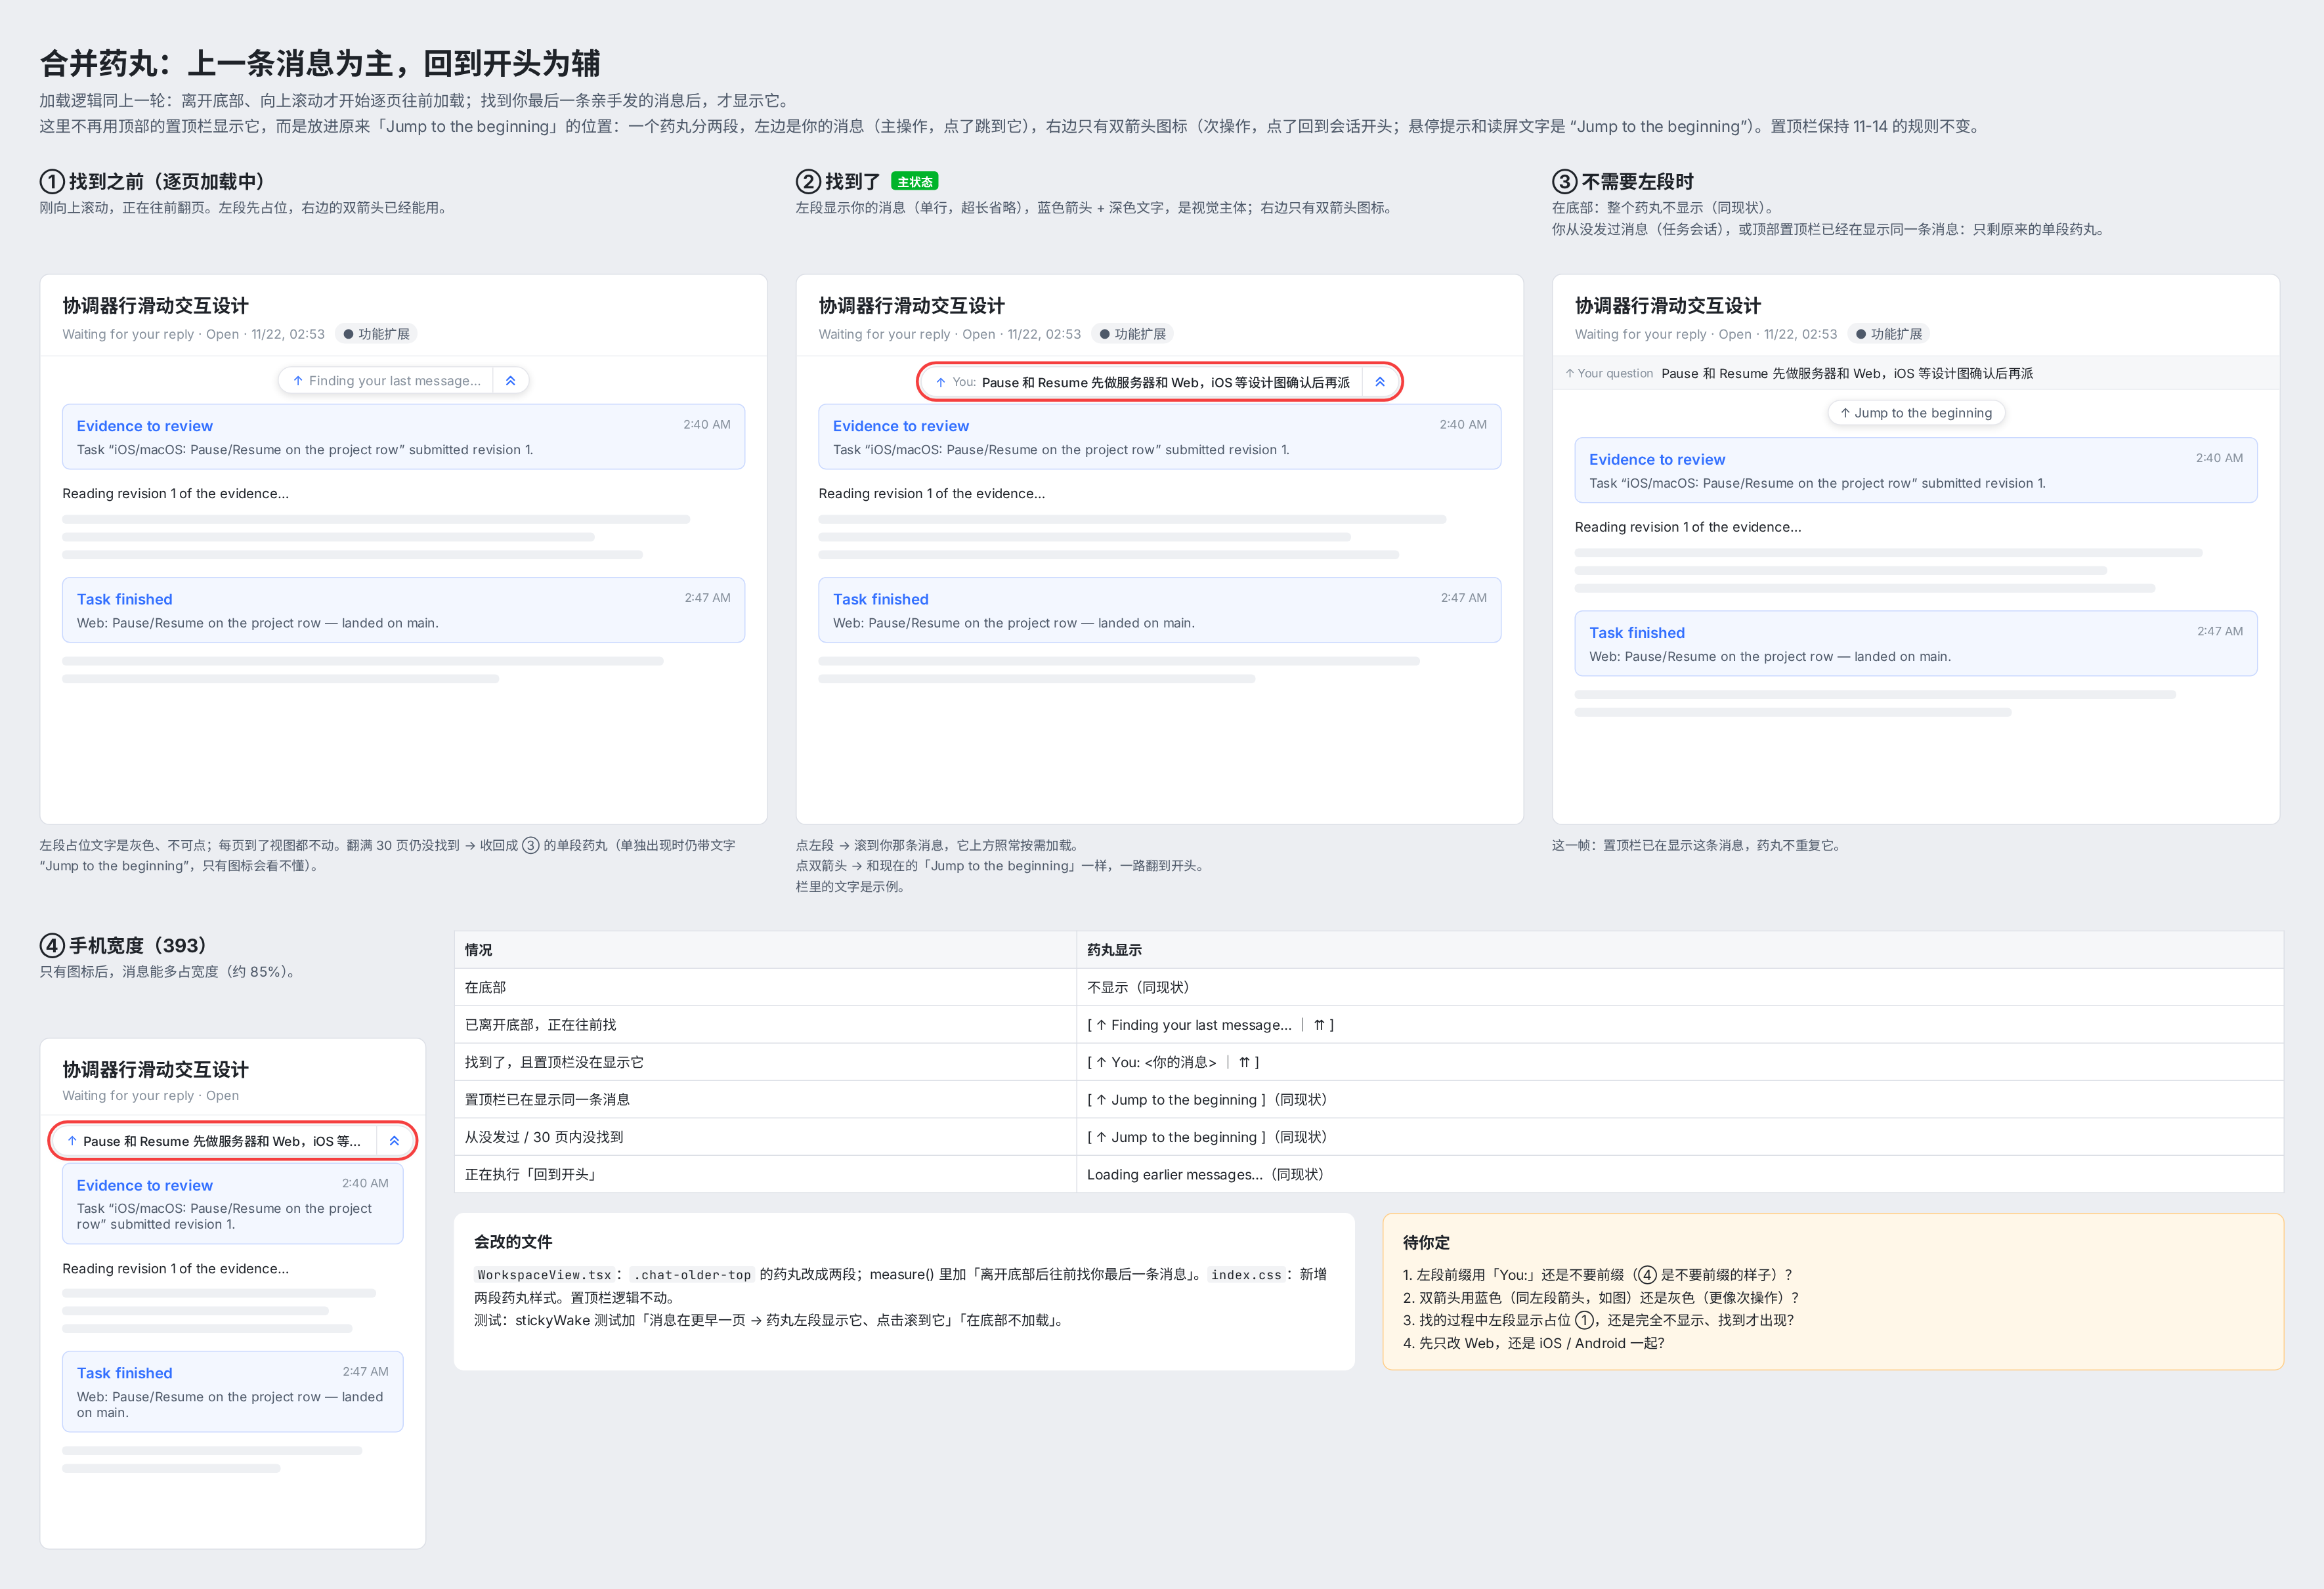 合并药丸：上一条消息为主，回到开头为辅
加载逻辑同上一轮：离开底部、向上滚动才开始逐页往前加载；找到你最后一条亲手发的消息后，才显示它。
这里不再用顶部的置顶栏显示它，而是放进原来「Jump to the beginning」的位置：一个药丸分两段，左边是你的消息（主操作，点了跳到它），右边只有双箭头图标（次操作，点了回到会话开头；悬停提示和读屏文字是 “Jump to the beginning”）。置顶栏保持 11-14 的规则不变。
① 找到之前（逐页加载中）
刚向上滚动，正在往前翻页。左段先占位，右边的双箭头已经能用。
协调器行滑动交互设计
Waiting for your reply · Open · 11/22, 02:53 ● 功能扩展
↑ Finding your last message...
Evidence to review 2:40 AM
Task “iOS/macOS: Pause/Resume on the project row” submitted revision 1.
Reading revision 1 of the evidence...
Task finished 2:47 AM
Web: Pause/Resume on the project row — landed on main.
左段占位文字是灰色、不可点；每页到了视图都不动。翻满 30 页仍没找到 → 收回成 ③ 的单段药丸（单独出现时仍带文字
“Jump to the beginning”，只有图标会看不懂）。
② 找到了 主状态
左段显示你的消息（单行，超长省略），蓝色箭头 + 深色文字，是视觉主体；右边只有双箭头图标。
协调器行滑动交互设计
Waiting for your reply · Open · 11/22, 02:53 ● 功能扩展
↑ You: Pause 和 Resume 先做服务器和 Web，iOS 等设计图确认后再派
Evidence to review 2:40 AM
Task “iOS/macOS: Pause/Resume on the project row” submitted revision 1.
Reading revision 1 of the evidence...
Task finished 2:47 AM
Web: Pause/Resume on the project row — landed on main.
点左段 → 滚到你那条消息，它上方照常按需加载。
点双箭头 → 和现在的「Jump to the beginning」一样，一路翻到开头。
栏里的文字是示例。
③ 不需要左段时
在底部：整个药丸不显示（同现状）。
你从没发过消息（任务会话），或顶部置顶栏已经在显示同一条消息：只剩原来的单段药丸。
协调器行滑动交互设计
Waiting for your reply · Open · 11/22, 02:53 ● 功能扩展
↑ Your question Pause 和 Resume 先做服务器和 Web，iOS 等设计图确认后再派
↑ Jump to the beginning
Evidence to review 2:40 AM
Task “iOS/macOS: Pause/Resume on the project row” submitted revision 1.
Reading revision 1 of the evidence...
Task finished 2:47 AM
Web: Pause/Resume on the project row — landed on main.
这一帧：置顶栏已在显示这条消息，药丸不重复它。
④ 手机宽度（393）
只有图标后，消息能多占宽度（约 85%）。
协调器行滑动交互设计
Waiting for your reply · Open
↑ Pause 和 Resume 先做服务器和 Web，iOS 等...
Evidence to review 2:40 AM
Task “iOS/macOS: Pause/Resume on the project
row” submitted revision 1.
Reading revision 1 of the evidence...
Task finished 2:47 AM
Web: Pause/Resume on the project row — landed
on main.
情况 药丸显示
在底部 不显示（同现状）
已离开底部，正在往前找 [ ↑ Finding your last message... ｜ ⇈ ]
找到了，且置顶栏没在显示它 [ ↑ You: <你的消息> ｜ ⇈ ]
置顶栏已在显示同一条消息 [ ↑ Jump to the beginning ]（同现状）
从没发过 / 30 页内没找到 [ ↑ Jump to the beginning ]（同现状）
正在执行「回到开头」 Loading earlier messages...（同现状）
会改的文件
WorkspaceView.tsx： .chat-older-top 的药丸改成两段；measure() 里加「离开底部后往前找你最后一条消息」。index.css：新增
两段药丸样式。置顶栏逻辑不动。
测试：stickyWake 测试加「消息在更早一页 → 药丸左段显示它、点击滚到它」「在底部不加载」。
待你定
1. 左段前缀用「You:」还是不要前缀（④ 是不要前缀的样子）？
2. 双箭头用蓝色（同左段箭头，如图）还是灰色（更像次操作）？
3. 找的过程中左段显示占位 ①，还是完全不显示、找到才出现？
4. 先只改 Web，还是 iOS / Android 一起？